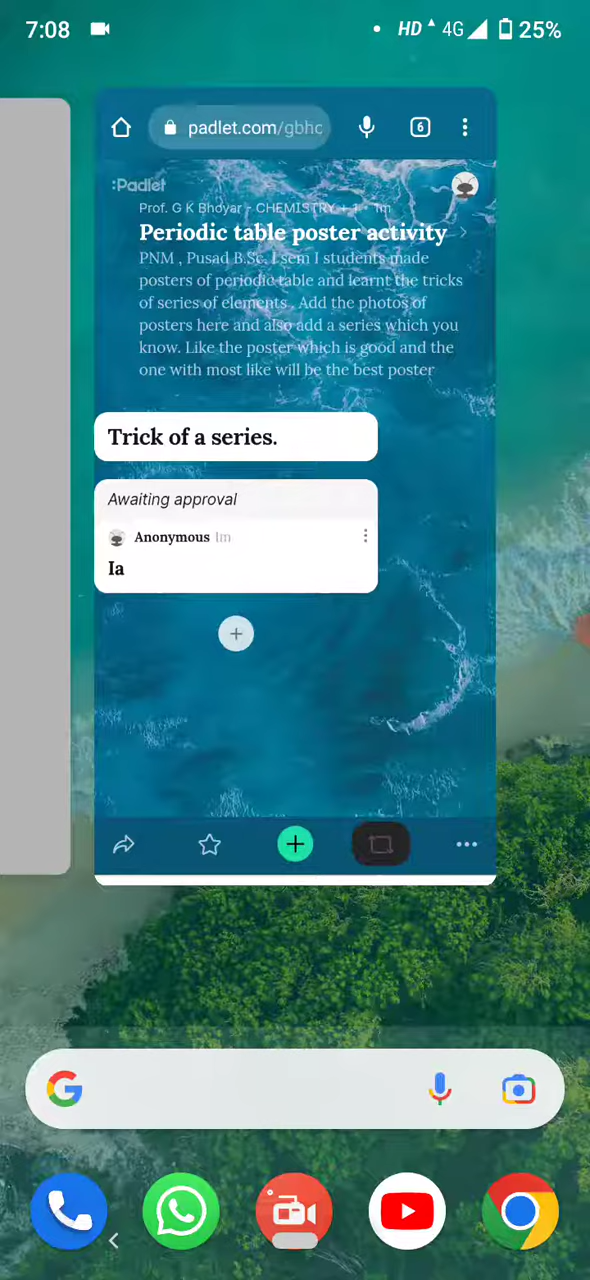 7:08 HD 4G 25%
padlet.com/gbhc 6
:Padlet
Prof. G K Bhoyar - CHEMISTRY + 1 • 1m
Periodic table poster activity
PNM , Pusad B.Sc. I sem I students made
posters of periodic table and learnt the tricks
of series of elements . Add the photos of
posters here and also add a series which you
know. Like the poster which is good and the
one with most like will be the best poster
Trick of a series.
Awaiting approval
Anonymous 1m
Ia